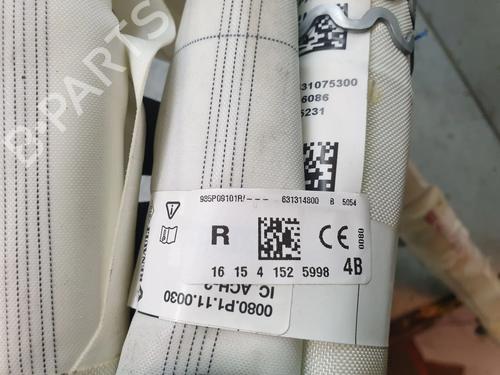 B-PARTS
31075300
6086
5231
985P09101R/--- 631314800 B 5054
R CE 0080
16 15 4 152 5998 4B
0080.P1.11.0030
IC ACH-2